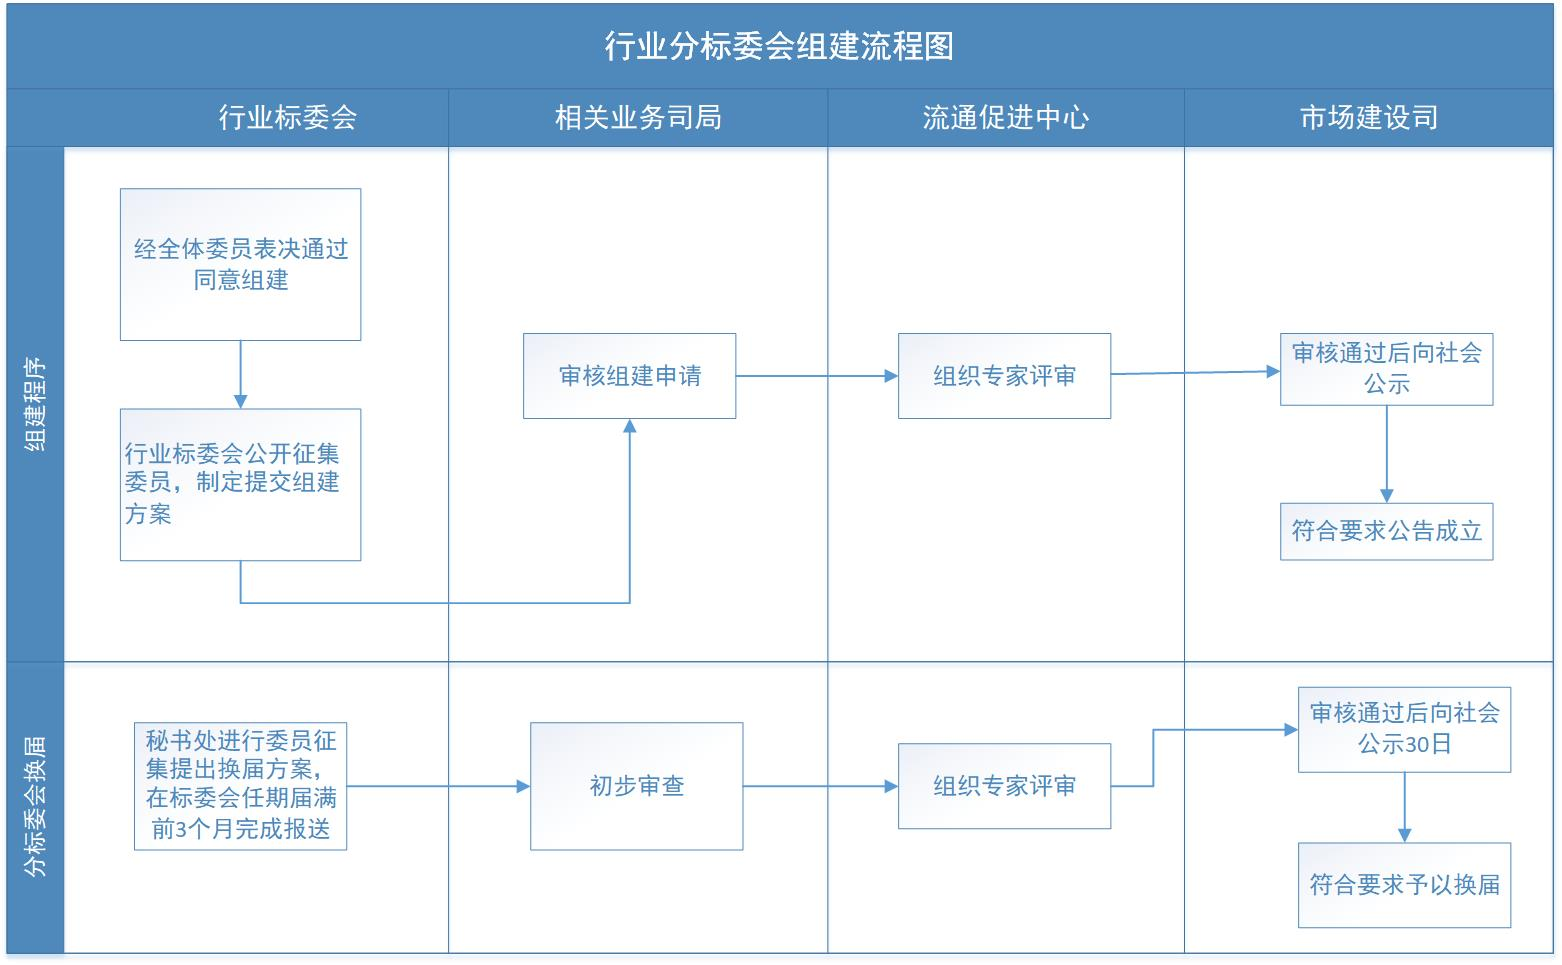 行业分标委会组建流程图
行业标委会
相关业务司局
流通促进中心
市场建设司
组建程序
经全体委员表决通过
同意组建
行业标委会公开征集
委员，制定提交组建
方案
审核组建申请
组织专家评审
审核通过后向社会
公示
符合要求公告成立
分标委会换届
秘书处进行委员征
集提出换届方案，
在标委会任期届满
前3个月完成报送
初步审查
组织专家评审
审核通过后向社会
公示30日
符合要求予以换届